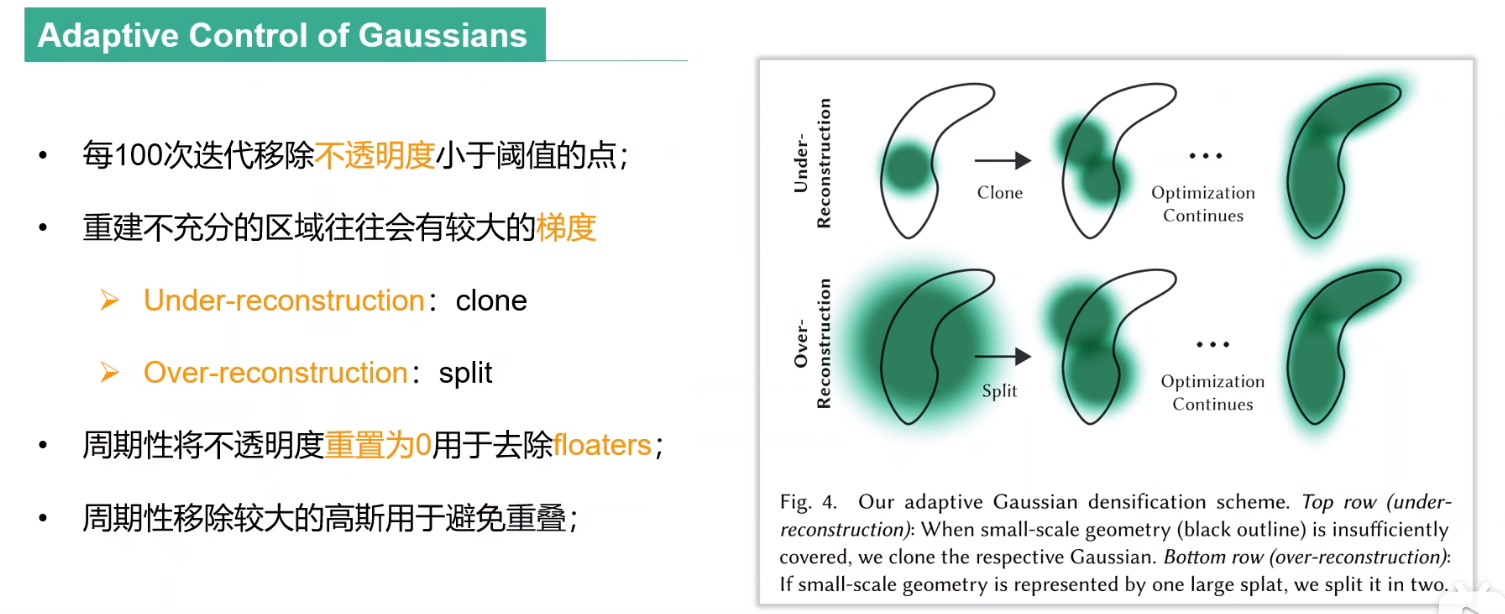 Adaptive Control of Gaussians
• 每100次迭代移除不透明度小于阈值的点；
• 重建不充分的区域往往会有较大的梯度
➢ Under-reconstruction：clone
➢ Over-reconstruction：split
• 周期性将不透明度重置为0用于去除floaters；
• 周期性移除较大的高斯用于避免重叠；
Under-
Reconstruction
Clone
...
Optimization
Continues
Over-
Reconstruction
Split
...
Optimization
Continues
Fig. 4. Our adaptive Gaussian densification scheme. Top row (under-
reconstruction): When small-scale geometry (black outline) is insufficiently
covered, we clone the respective Gaussian. Bottom row (over-reconstruction):
If small-scale geometry is represented by one large splat, we split it in two.